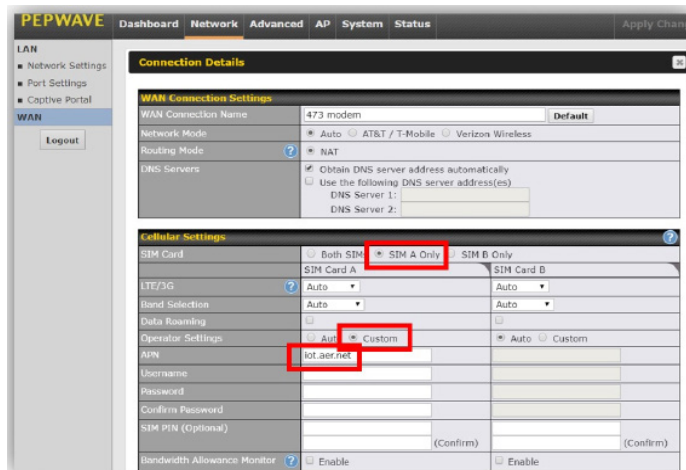 PEPWAVE Dashboard Network Advanced AP System Status Apply Chan
LAN
Network Settings
Port Settings
Captive Portal
WAN
Logout
Connection Details
WAN Connection Settings
WAN Connection Name 473 modem Default
Network Mode Auto AT&T / T-Mobile Verizon Wireless
Routing Mode ? NAT
DNS Servers Obtain DNS server address automatically
Use the following DNS server address(es)
DNS Server 1:
DNS Server 2:
Cellular Settings ?
SIM Card Both SIMs SIM A Only SIM B Only
SIM Card A SIM Card B
LTE/3G ? Auto Auto
Band Selection Auto Auto
Data Roaming
Operator Settings Auto Custom Auto Custom
APN iot.aer.net
Username
Password
Confirm Password
SIM PIN (Optional)
(Confirm) (Confirm)
Bandwidth Allowance Monitor ? Enable Enable